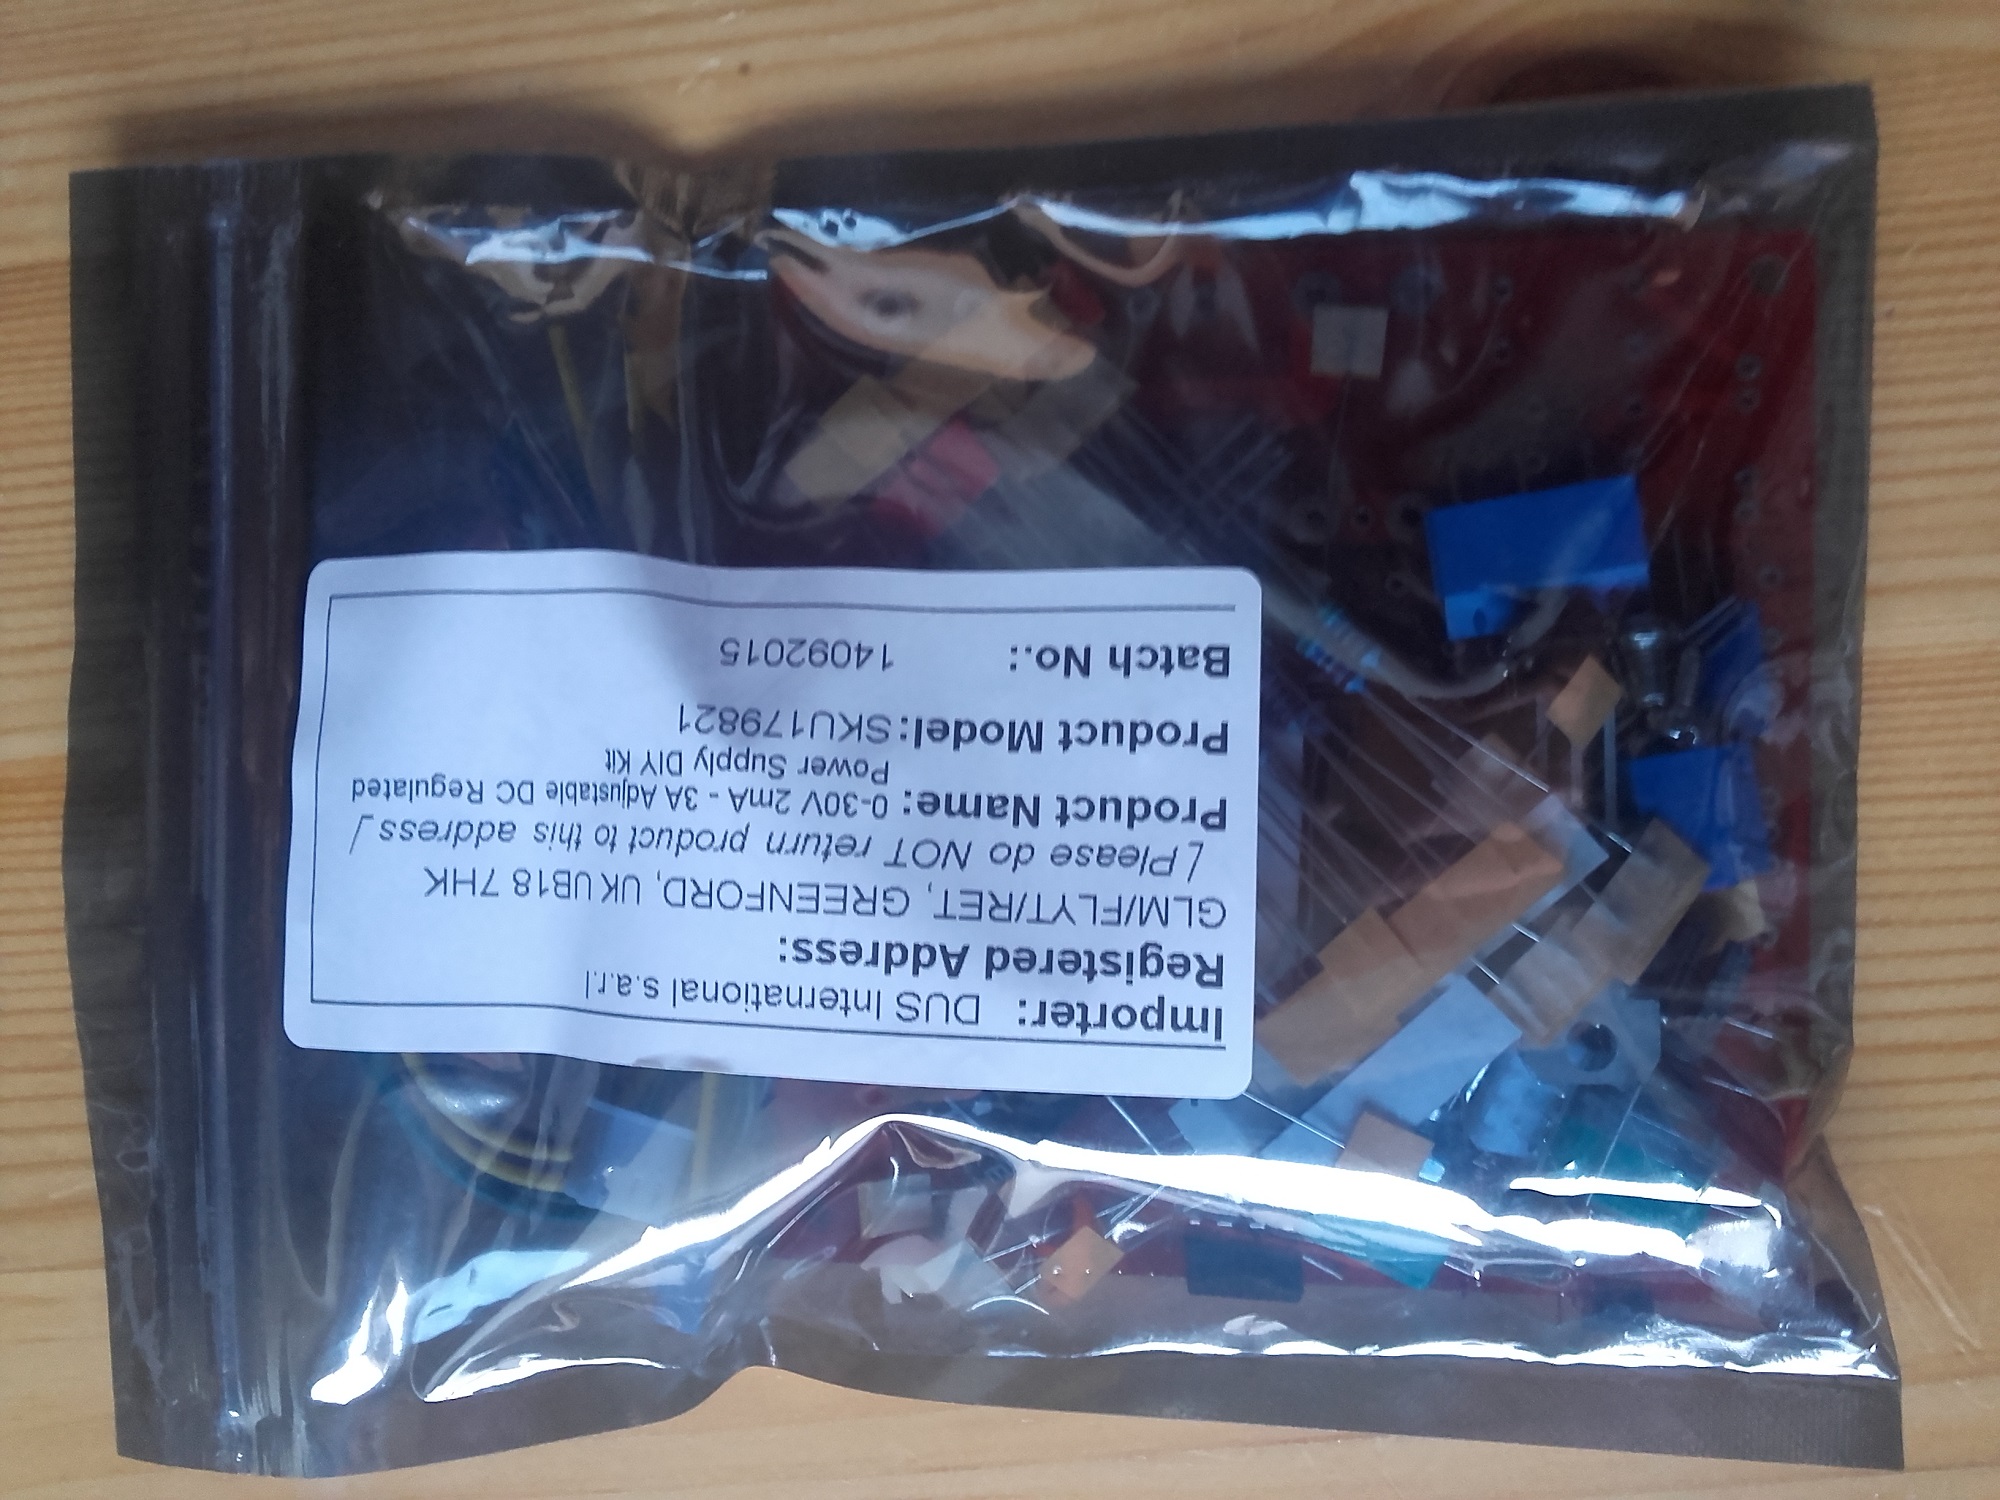 Importer: DUS International s.a.r.l
Registered Address:
GLM/FLYT/RET, GREENFORD, UK UB18 7HK
[Please do NOT return product to this address]
Product Name: 0-30V 2mA - 3A Adjustable DC Regulated
Power Supply DIY Kit
Product Model: SKU179821
Batch No.: 14092015